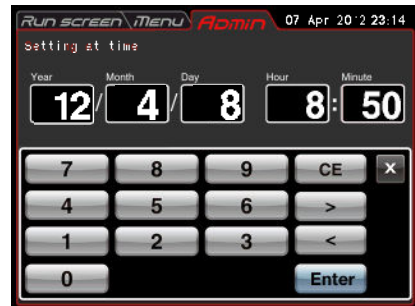 Run screen Menu Admin 07 Apr 2012 23:14
Setting at time
Year Month Day Hour Minute
12 / 4 / 8 8 : 50
7 8 9 CE x
4 5 6 >
1 2 3 <
0 Enter